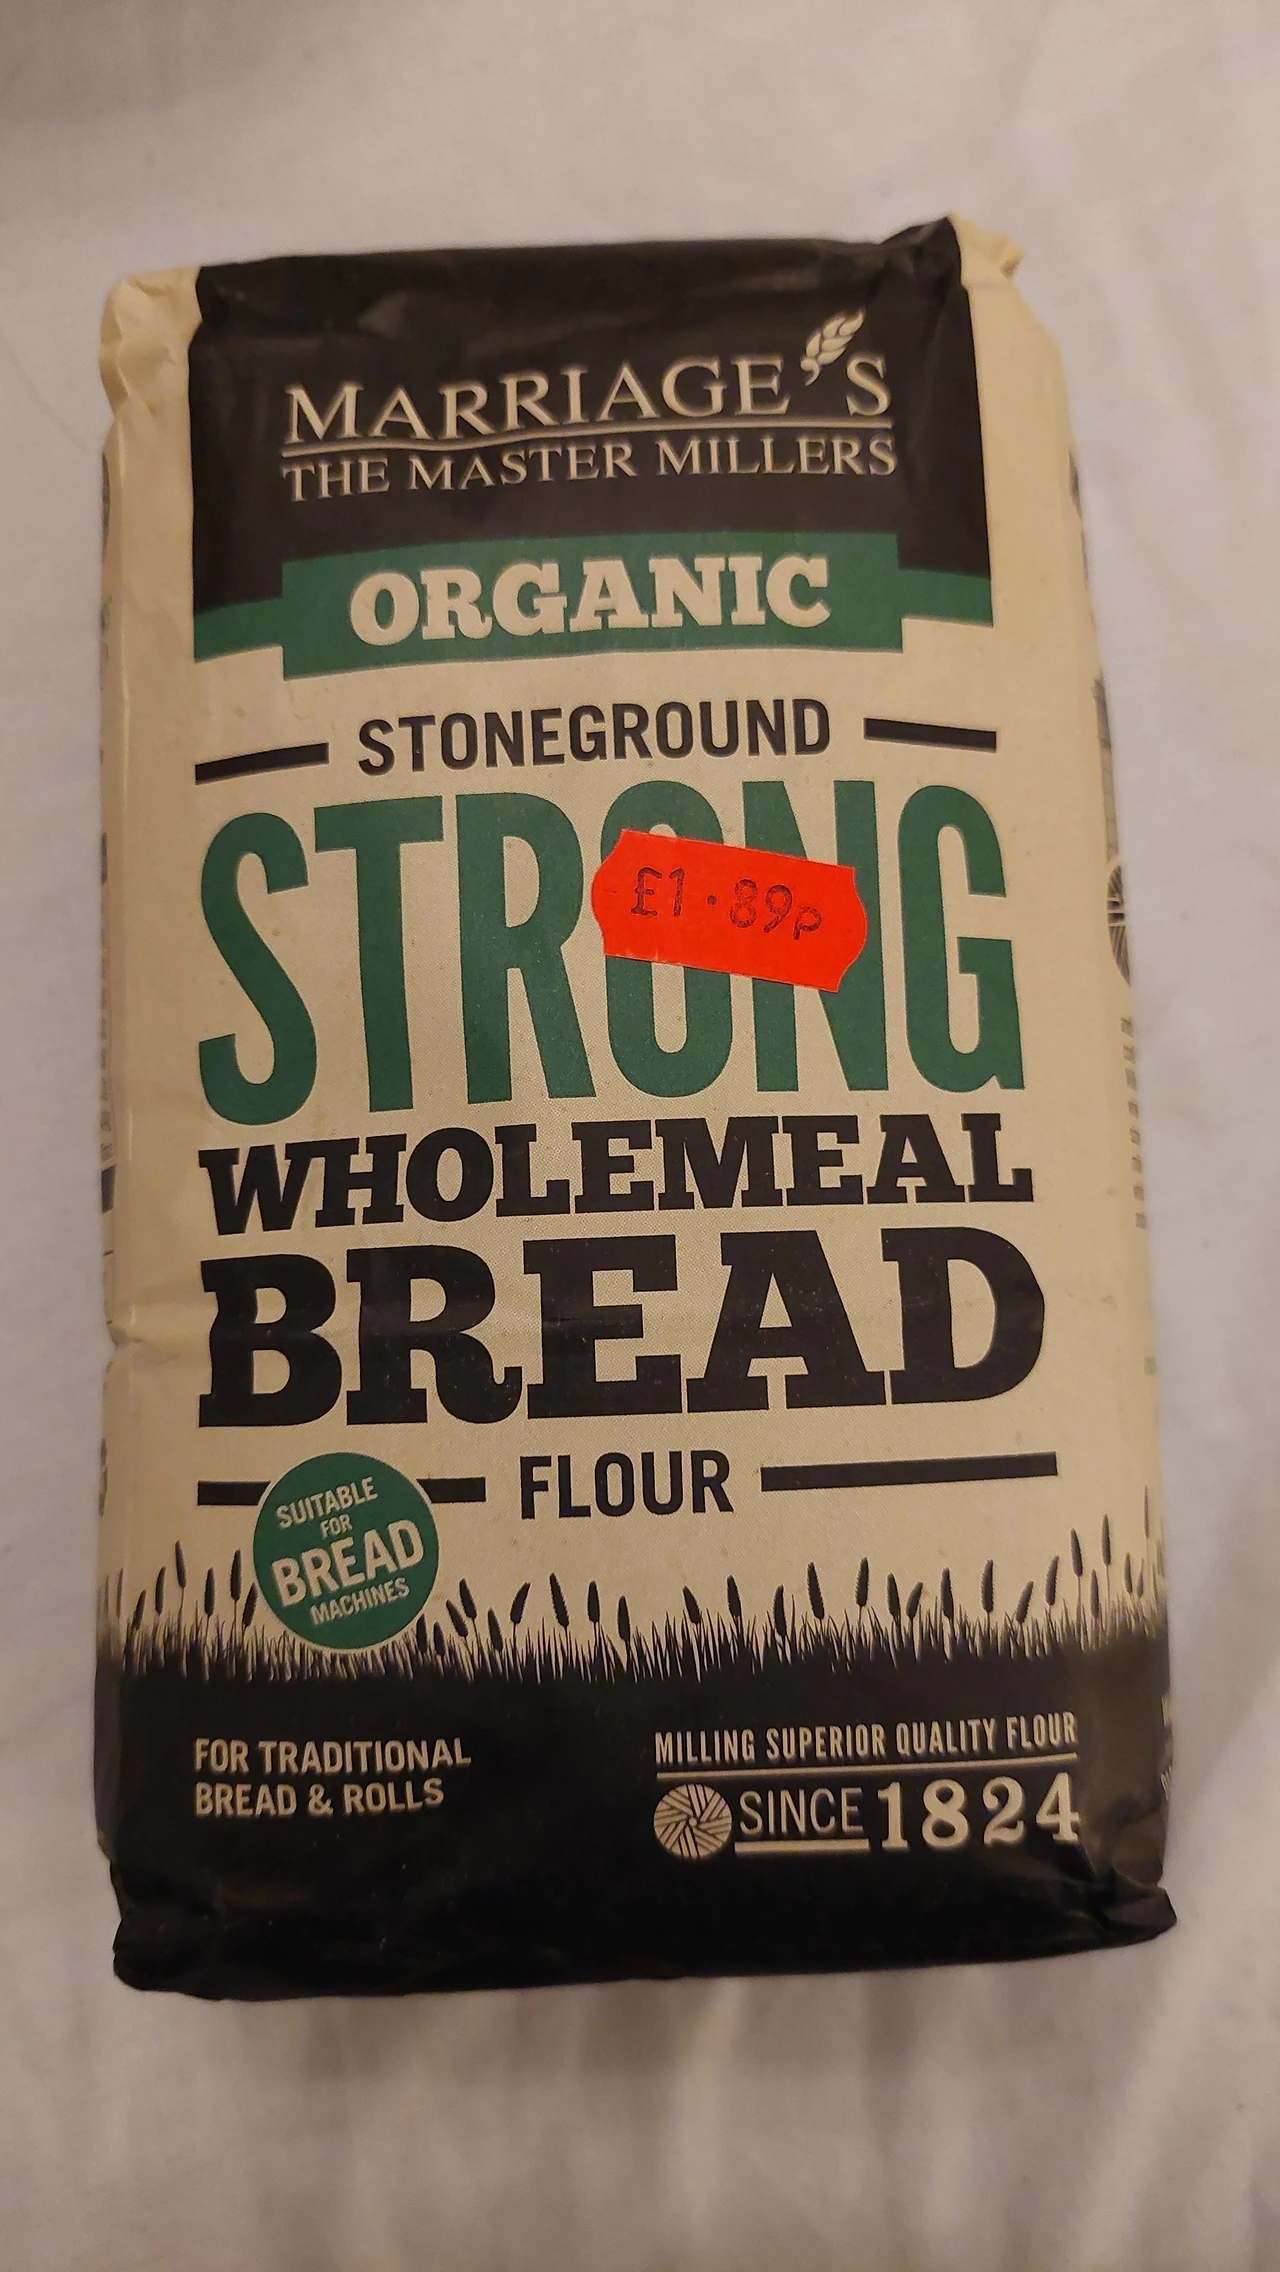 MARRIAGE'S
THE MASTER MILLERS
ORGANIC
STONEGROUND
STRONG
£1.89p
WHOLEMEAL
BREAD
FLOUR
SUITABLE
FOR
BREAD
MACHINES
FOR TRADITIONAL
BREAD & ROLLS
MILLING SUPERIOR QUALITY FLOUR
SINCE 1824